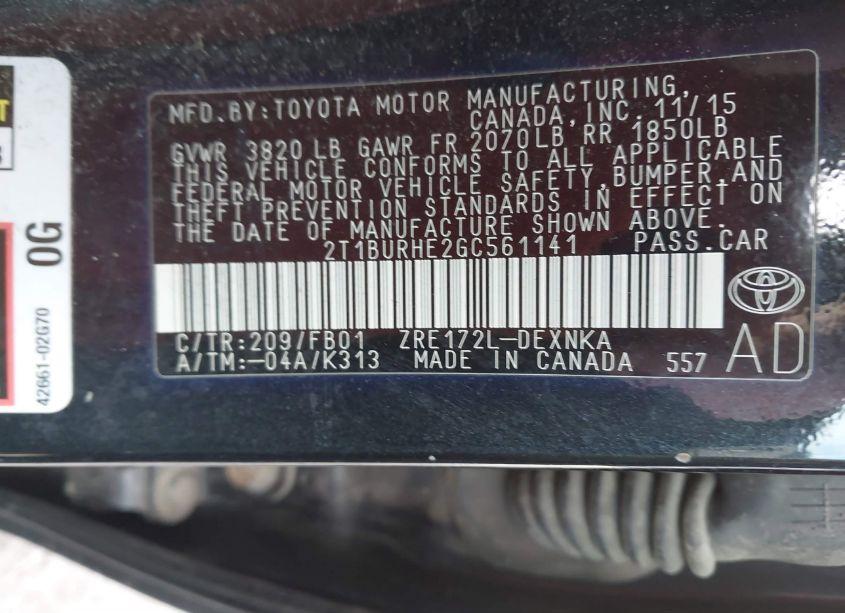 MFD.BY:TOYOTA MOTOR MANUFACTURING,
CANADA,INC. 11/15
GVWR 3820 LB GAWR FR 2070LB RR 1850LB
THIS VEHICLE CONFORMS TO ALL APPLICABLE
FEDERAL MOTOR VEHICLE SAFETY,BUMPER,AND
THEFT PREVENTION STANDARDS IN EFFECT ON
THE DATE OF MANUFACTURE SHOWN ABOVE.
2T1BURHE2GC561141 PASS.CAR
C/TR:209/FB01 ZRE172L-DEXNKA
A/TM:-04A/K313 MADE IN CANADA 557
AD
0G
42661-02G70